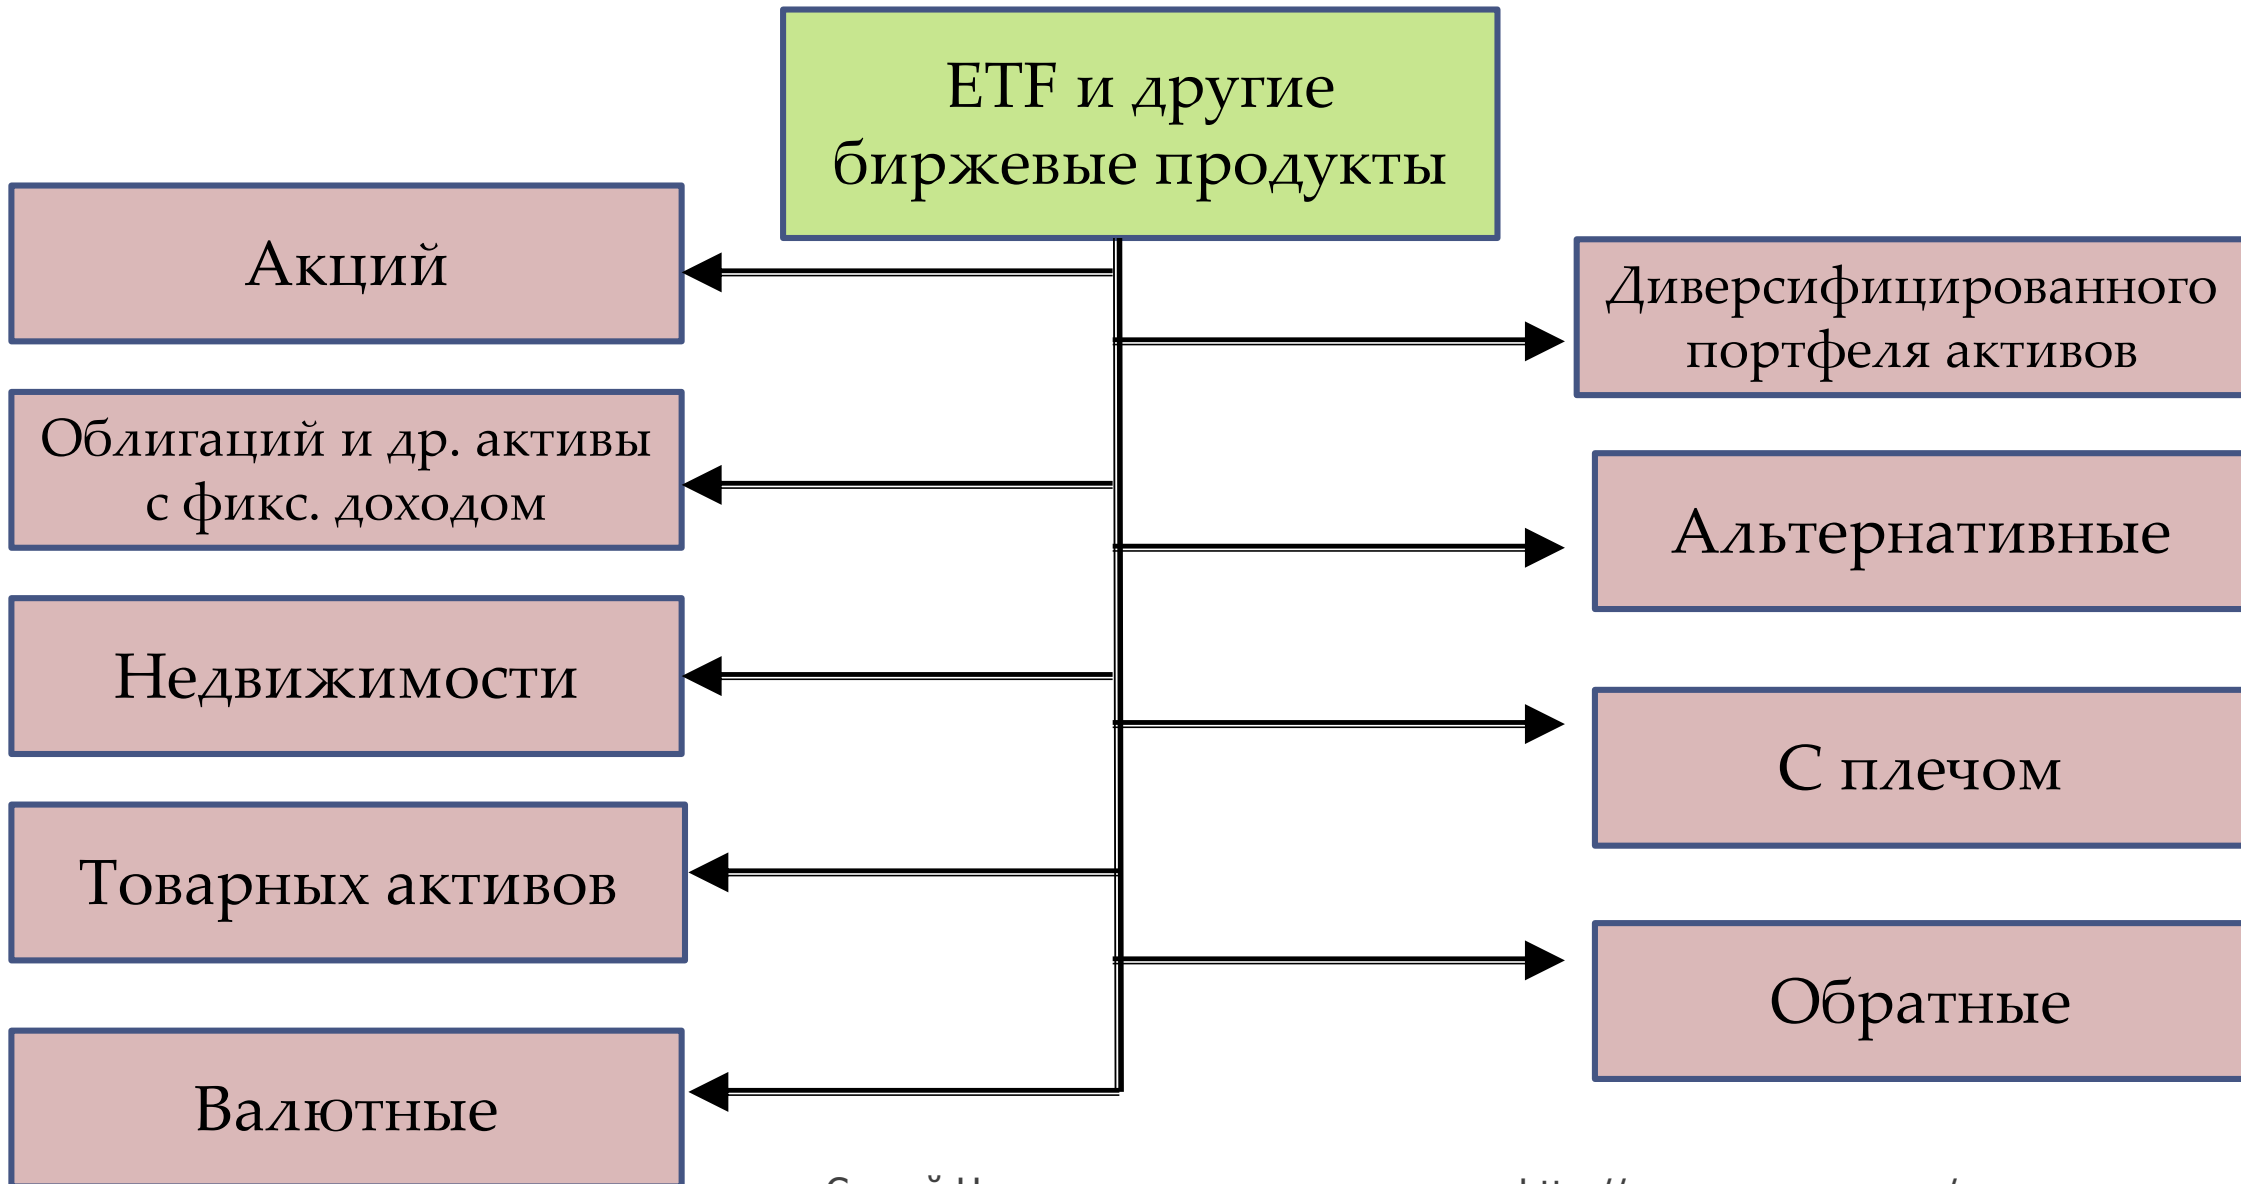 ETF и другие
биржевые продукты
Акций
Облигаций и др. активы
с фикс. доходом
Недвижимости
Товарных активов
Валютные
Диверсифицированного
портфеля активов
Альтернативные
С плечом
Обратные